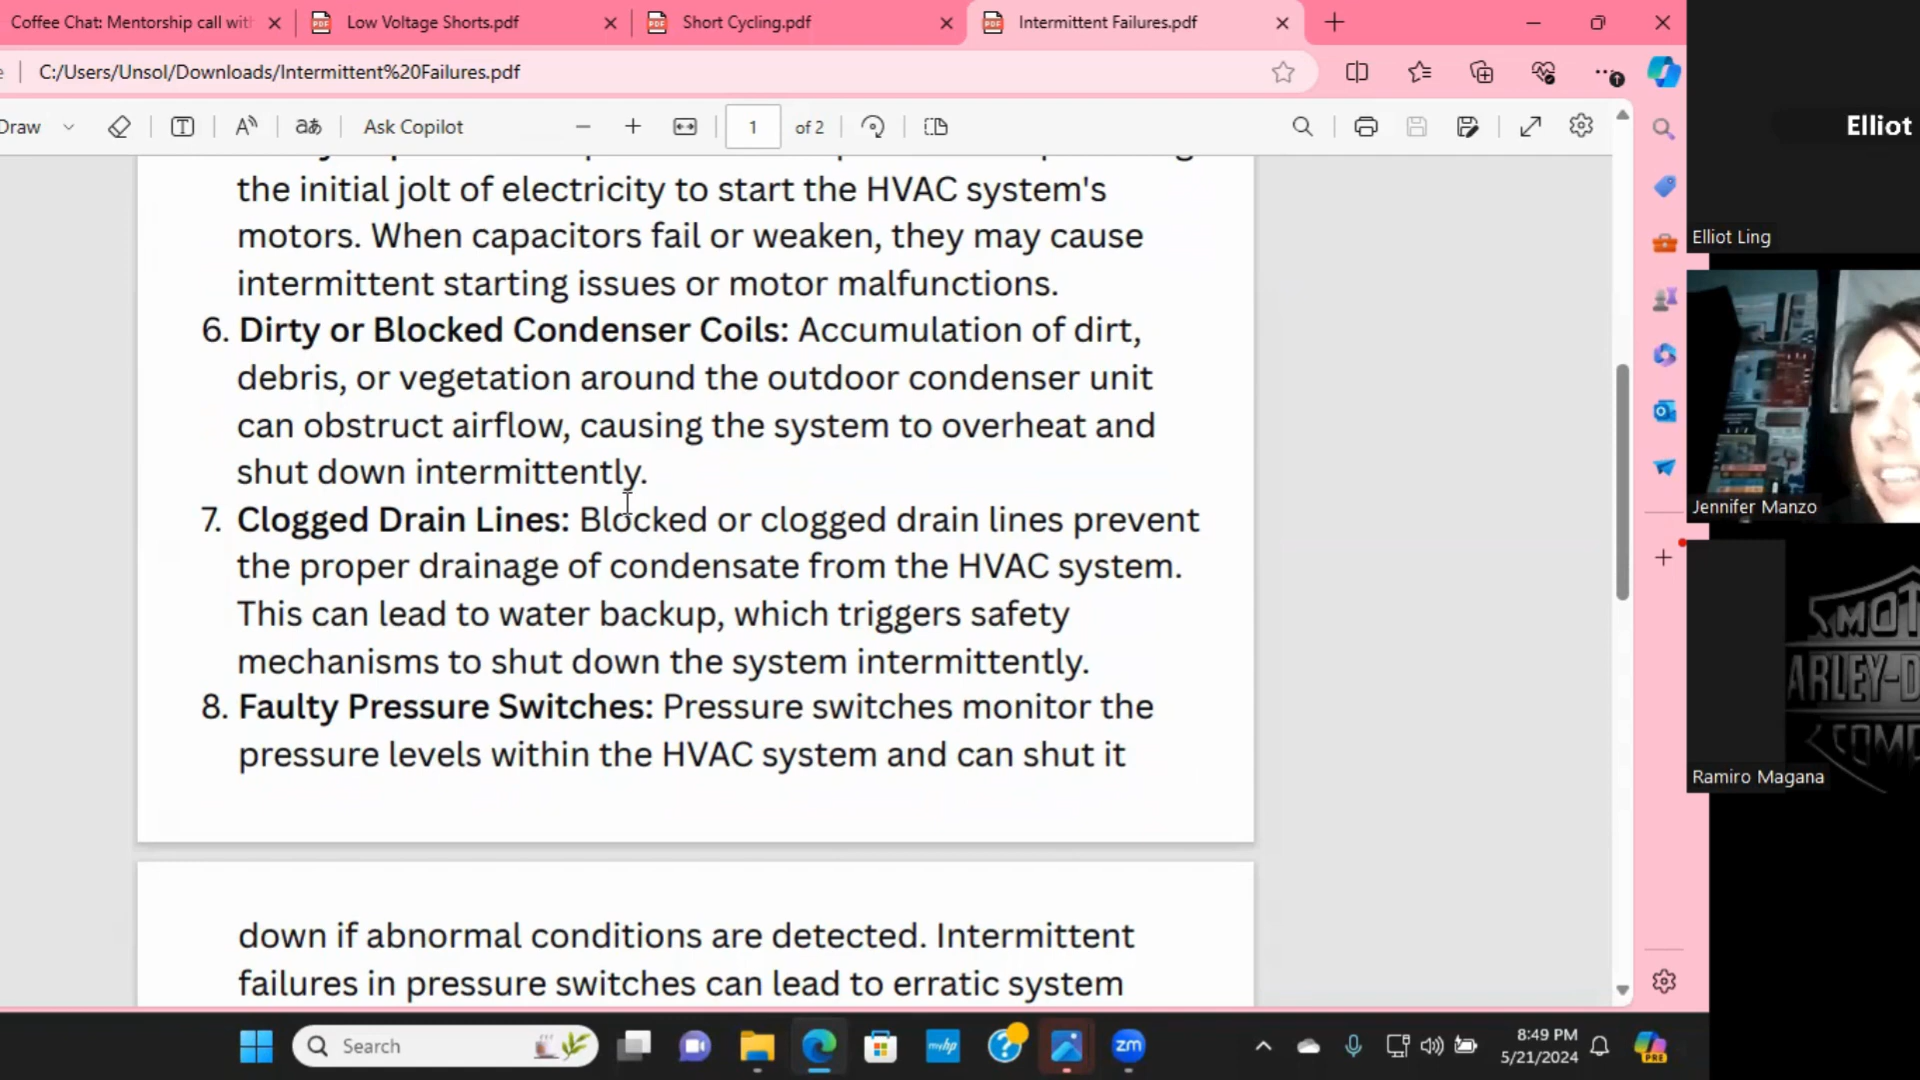 Coffee Chat: Mentorship call wit
Low Voltage Shorts.pdf
Short Cycling.pdf
Intermittent Failures.pdf
C:/Users/Unsol/Downloads/Intermittent%20Failures.pdf
Draw
Ask Copilot
1
of 2
the initial jolt of electricity to start the HVAC system's
motors. When capacitors fail or weaken, they may cause
intermittent starting issues or motor malfunctions.
6. Dirty or Blocked Condenser Coils: Accumulation of dirt,
debris, or vegetation around the outdoor condenser unit
can obstruct airflow, causing the system to overheat and
shut down intermittently.
7. Clogged Drain Lines: Blocked or clogged drain lines prevent
the proper drainage of condensate from the HVAC system.
This can lead to water backup, which triggers safety
mechanisms to shut down the system intermittently.
8. Faulty Pressure Switches: Pressure switches monitor the
pressure levels within the HVAC system and can shut it
down if abnormal conditions are detected. Intermittent
failures in pressure switches can lead to erratic system
Elliot
Elliot Ling
Jennifer Manzo
MOT
ARLEY-D
COMP
Ramiro Magana
Search
myhp
zm
8:49 PM
5/21/2024
PRE